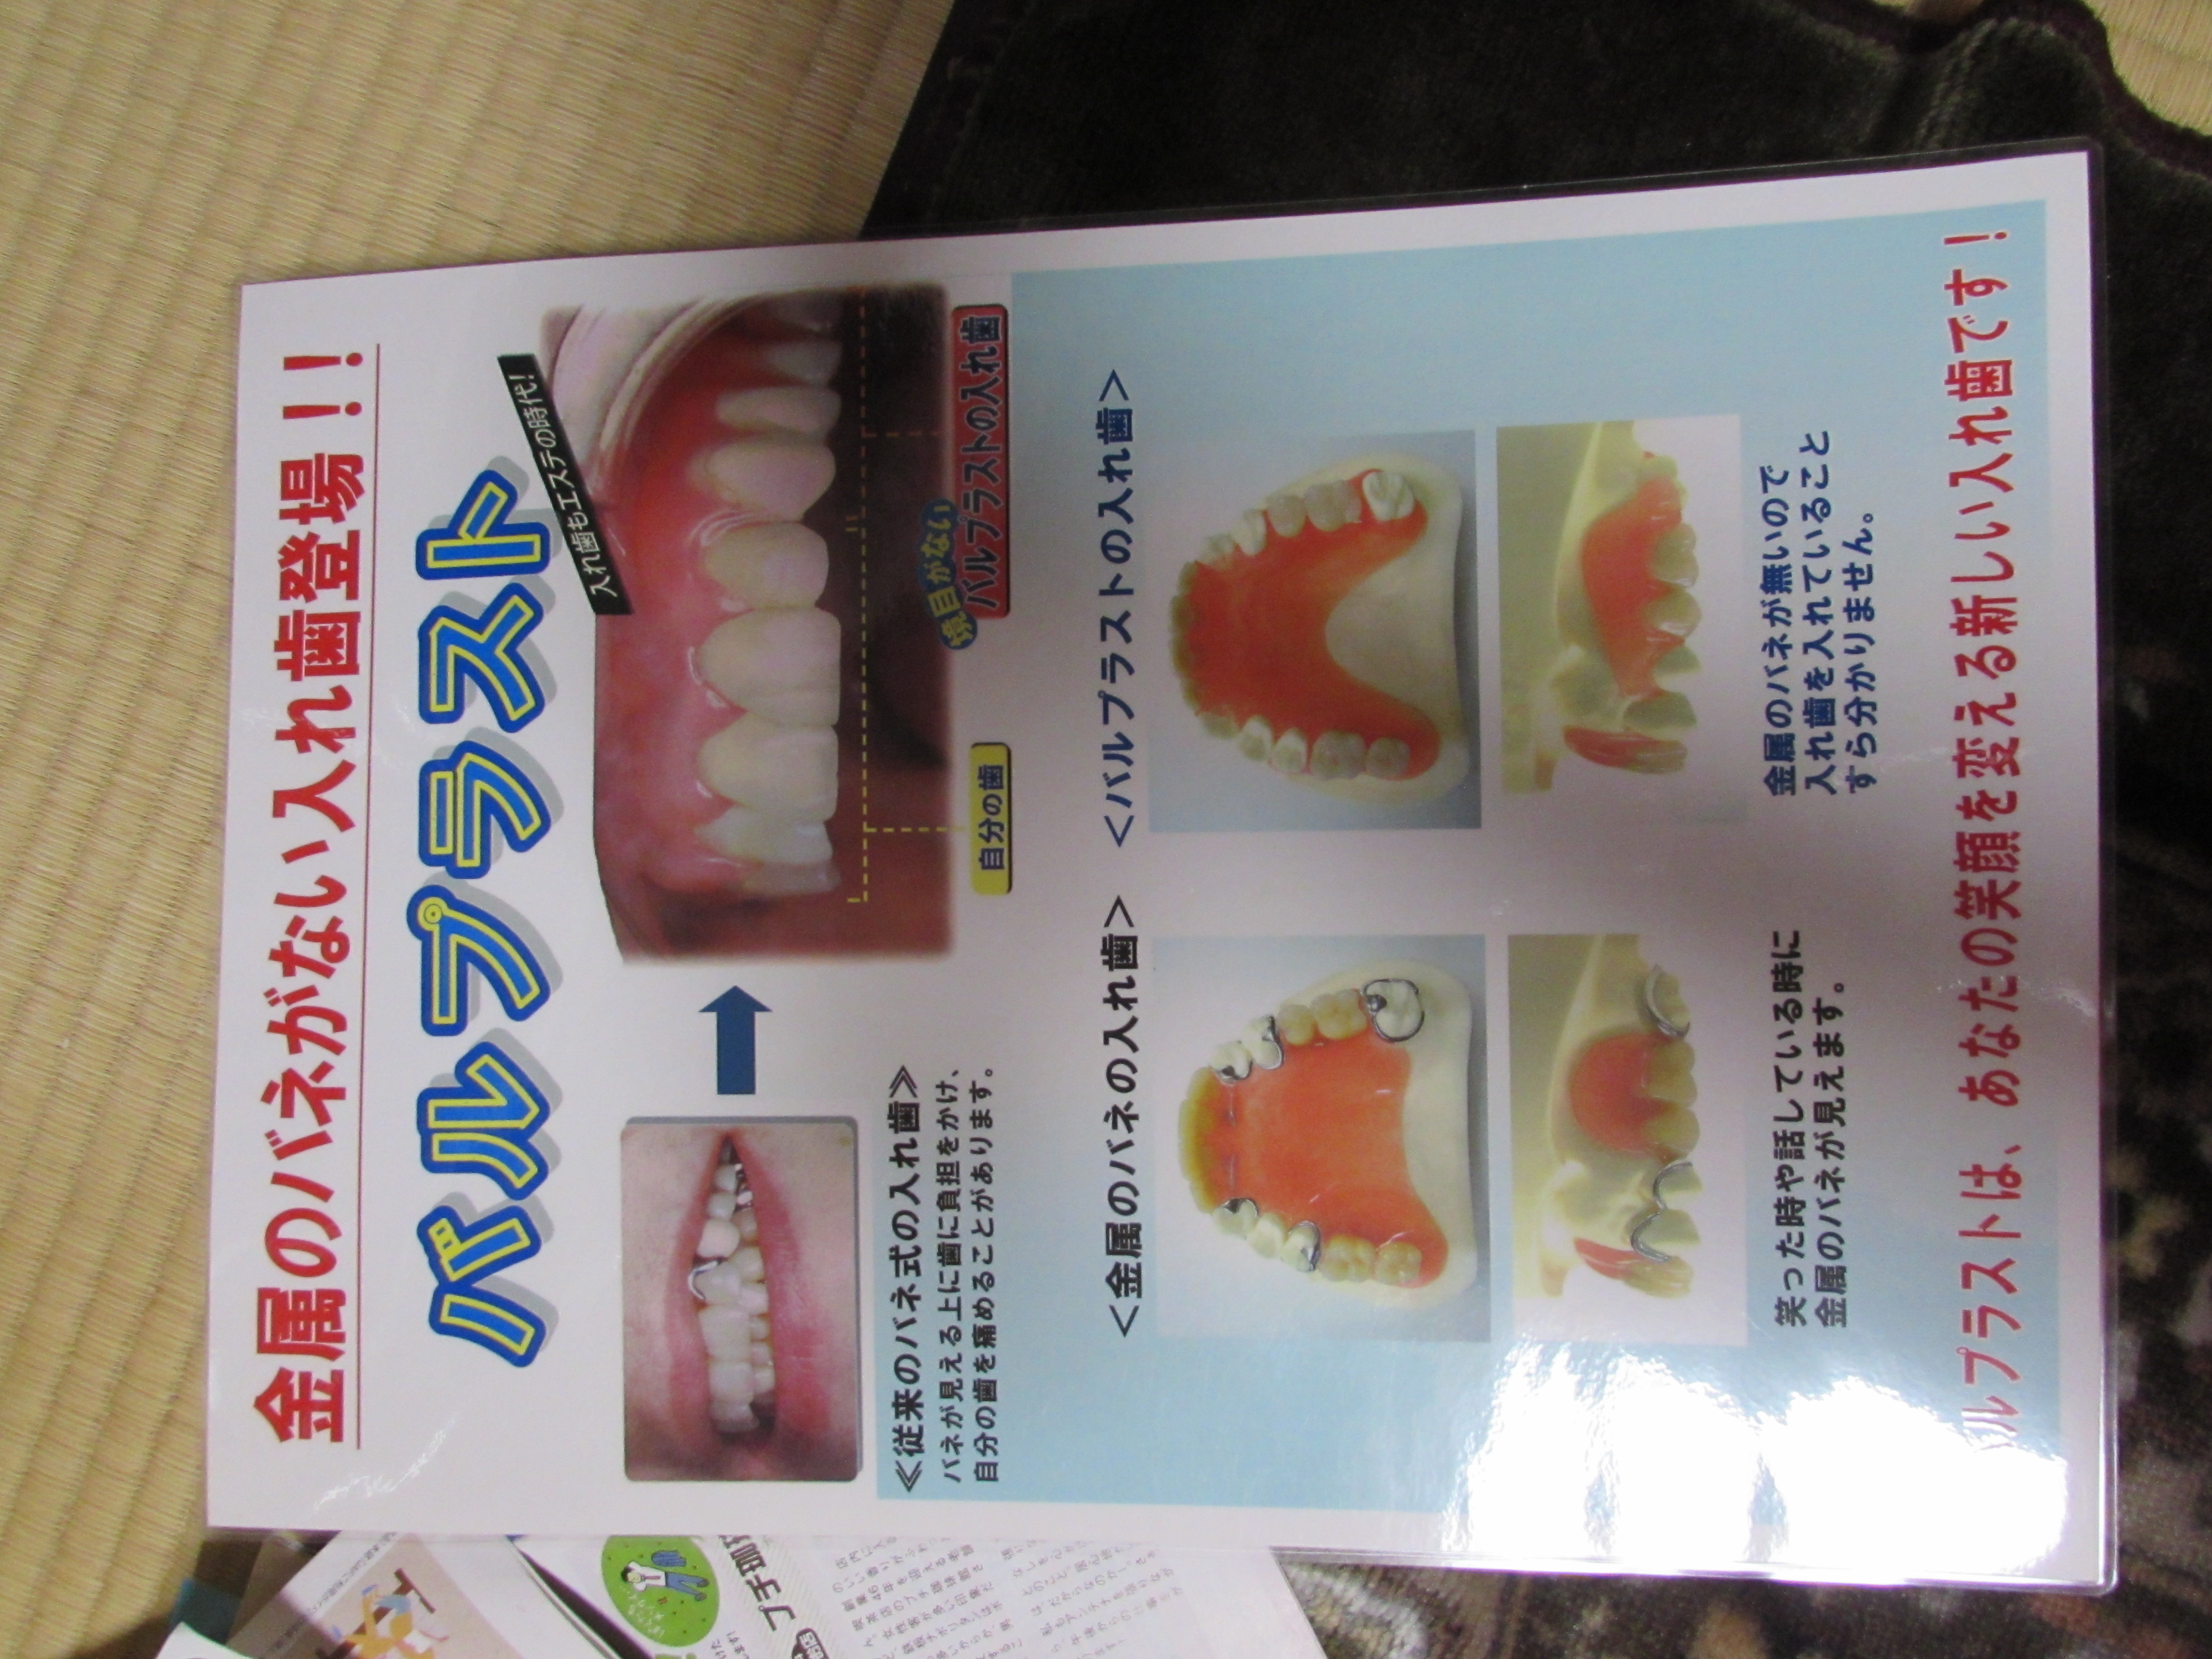 金属のバネがない入れ歯登場！！
バルプラスト
入れ歯もエステの時代！
≪従来のバネ式の入れ歯≫
バネが見える上に歯に負担をかけ、
自分の歯を痛めることがあります。
自分の歯
境目がない
バルプラストの入れ歯
＜金属のバネの入れ歯＞
＜バルプラストの入れ歯＞
笑った時や話している時に
金属のバネが見えます。
金属のバネが無いので
入れ歯を入れていること
すら分かりません。
ルプラストは、あなたの笑顔を変える新しい入れ歯です！
プチ珈琲